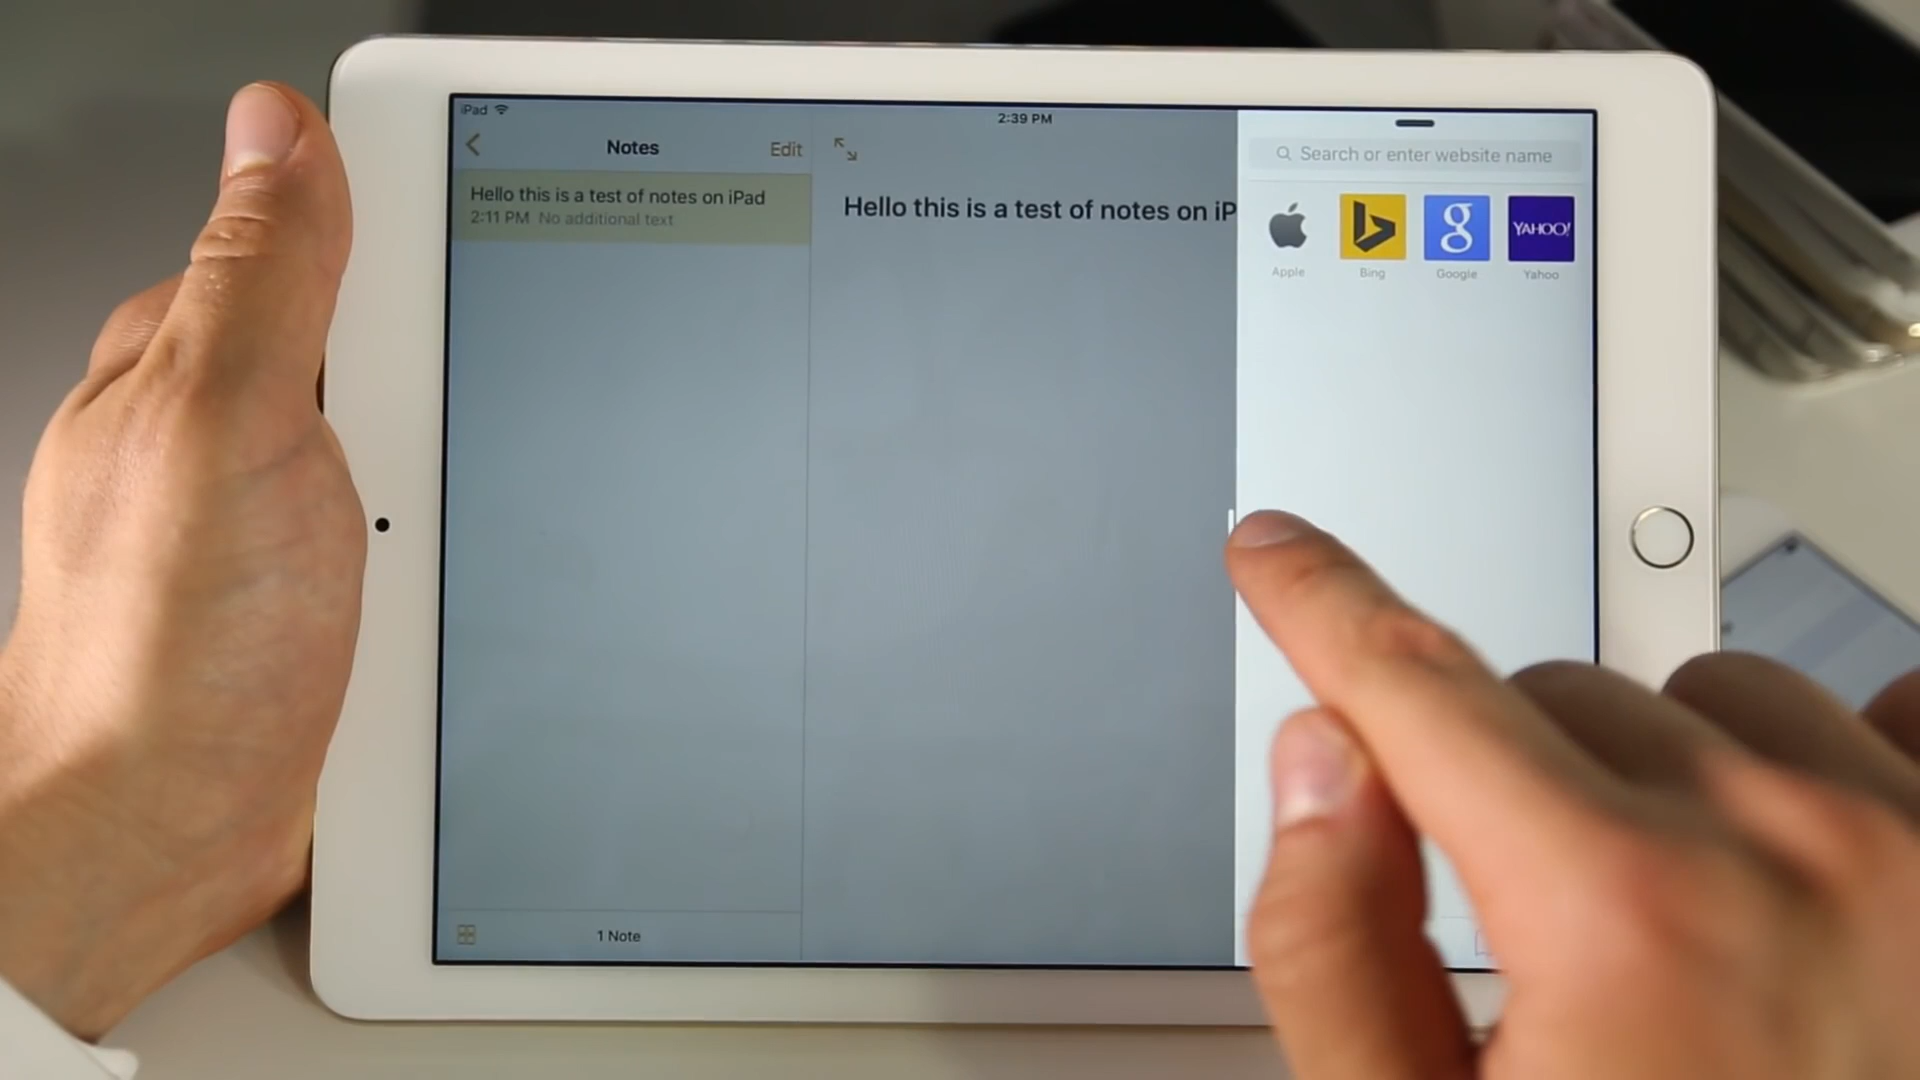 iPad
2:39 PM
Notes
Edit
Hello this is a test of notes on iPad
2:11 PM No additional text
1 Note
Hello this is a test of notes on iP
Search or enter website name
g
YAHOO!
Apple
Bing
Google
Yahoo